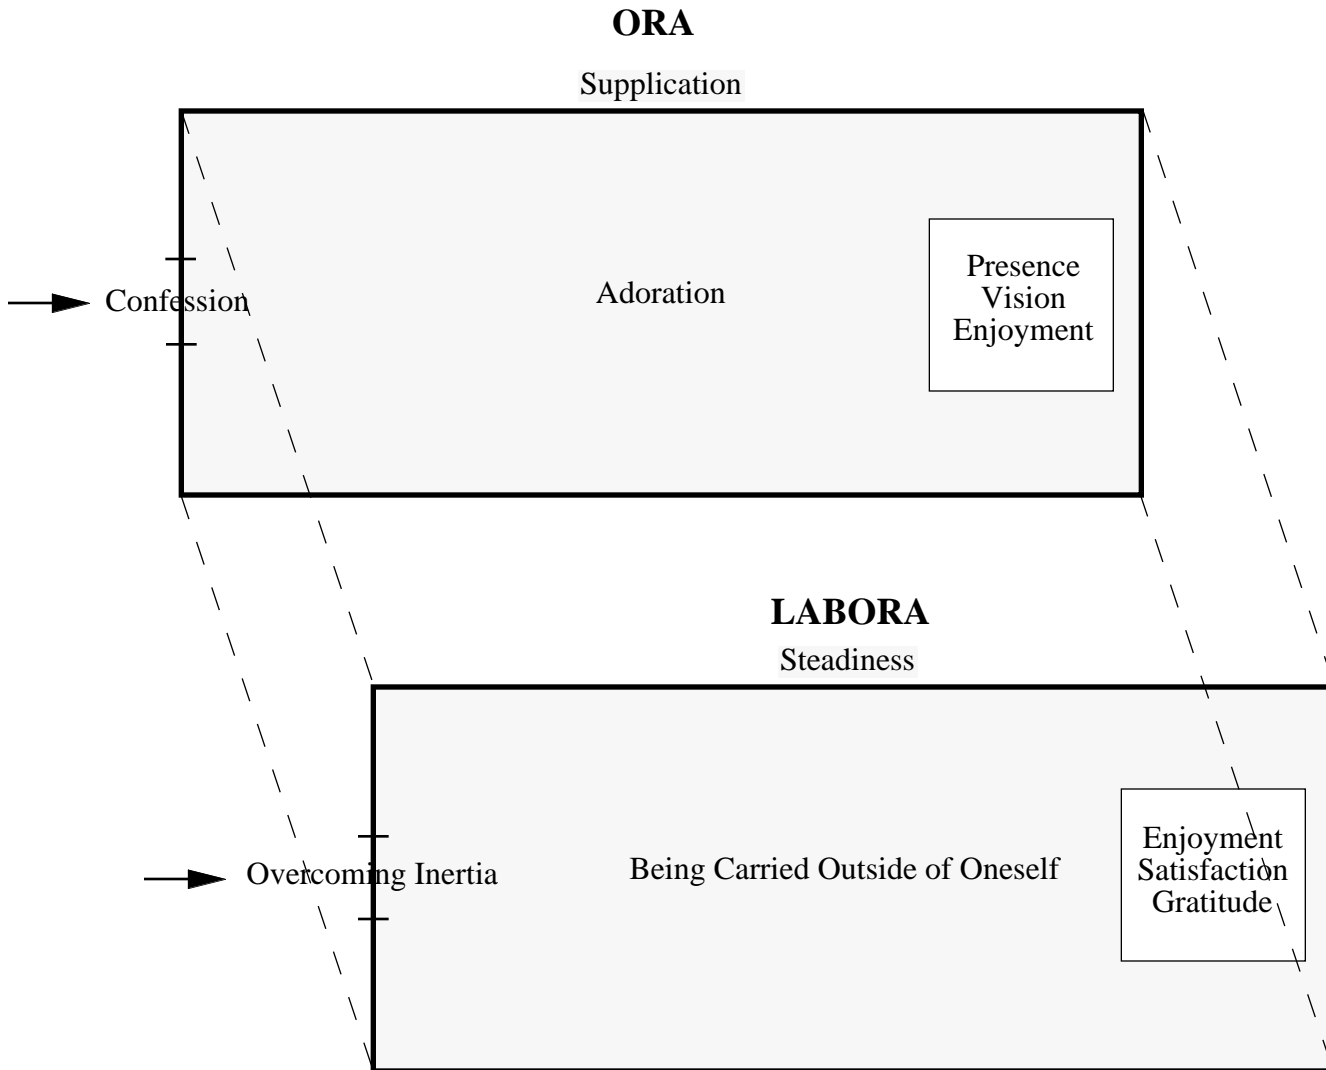 ORA
Supplication
Confession
Adoration
Presence
Vision
Enjoyment
LABORA
Steadiness
Overcoming Inertia
Being Carried Outside of Oneself
Enjoyment
Satisfaction
Gratitude